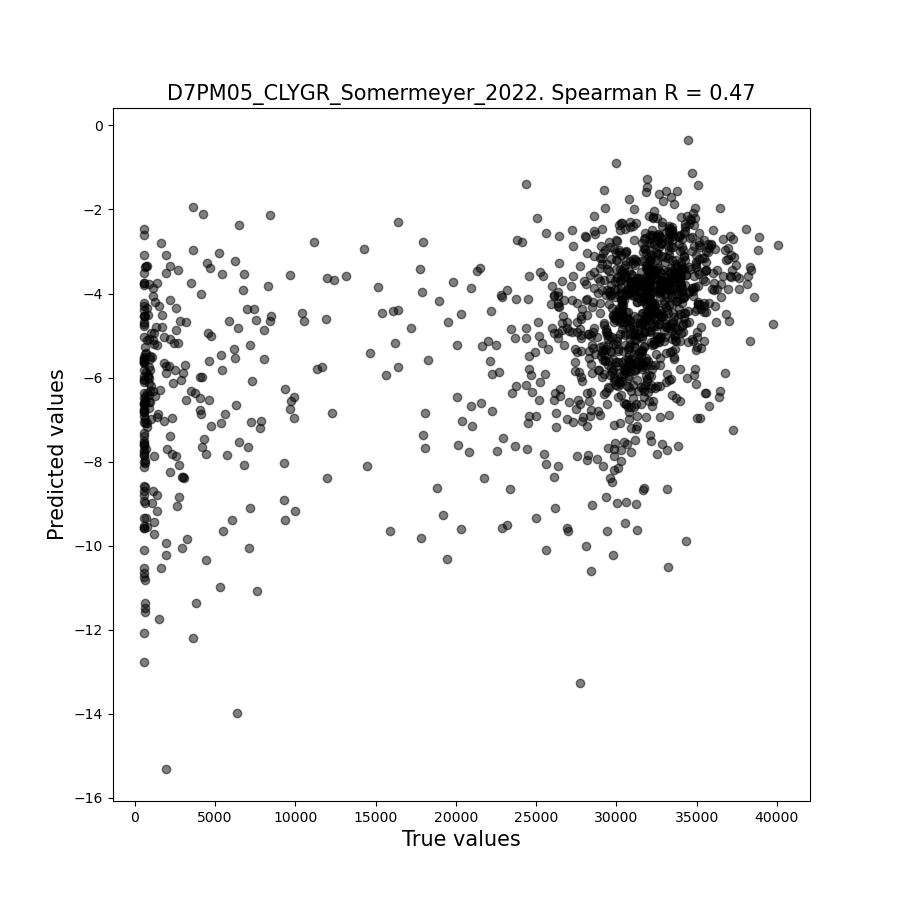 D7PM05_CLYGR_Somermeyer_2022. Spearman R = 0.47
0
−2
−4
−6
−8
−10
−12
−14
−16
Predicted values
0 5000 10000 15000 20000 25000 30000 35000 40000
True values